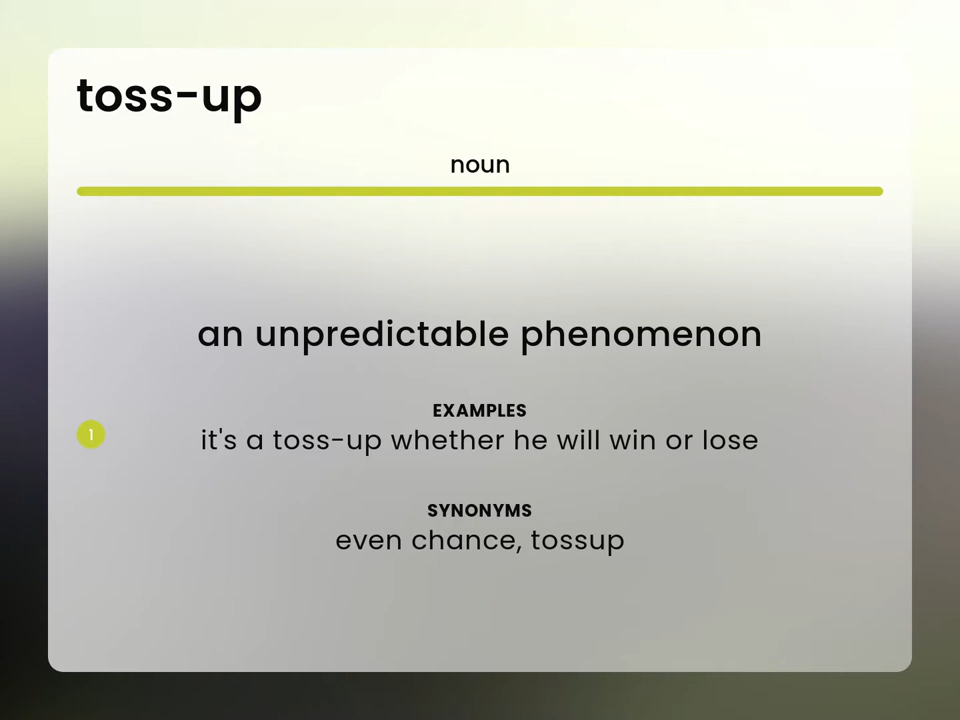 toss-up
noun
an unpredictable phenomenon
EXAMPLES
1
it's a toss-up whether he will win or lose
SYNONYMS
even chance, tossup